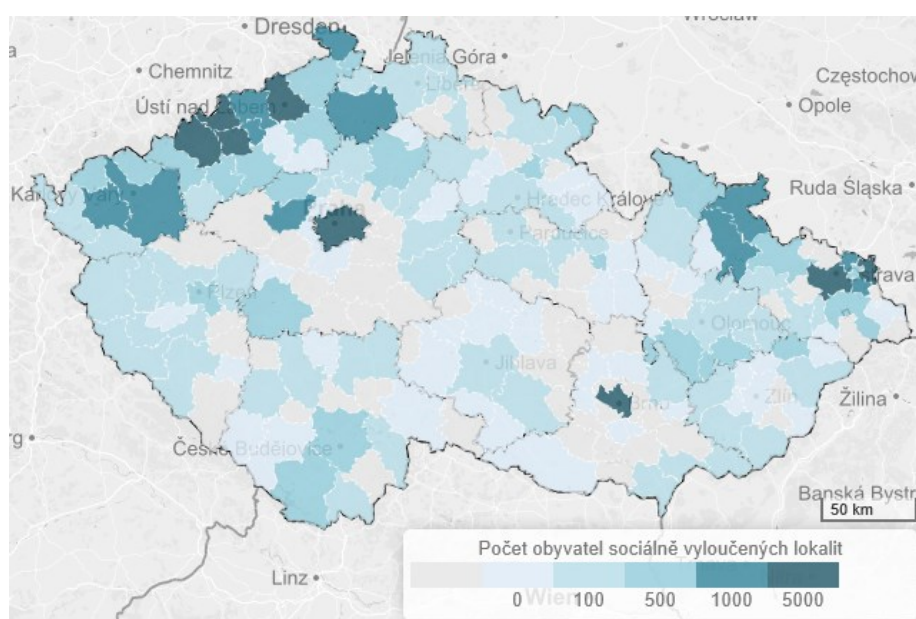 Wrocław
Dresden
Jelenia Góra
Chemnitz
Liberec
Częstochow
Ústí nad Labem
Opole
Karlovy Vary
Ruda Śląska
Praha
Hradec Králové
Pardubice
Ostrava
Plzeň
Olomouc
Jihlava
Zlín
Žilina
Brno
rg
České Budějovice
Banská Bystr
50 km
Počet obyvatel sociálně vyloučených lokalit
Linz
Wien
0 100 500 1000 5000